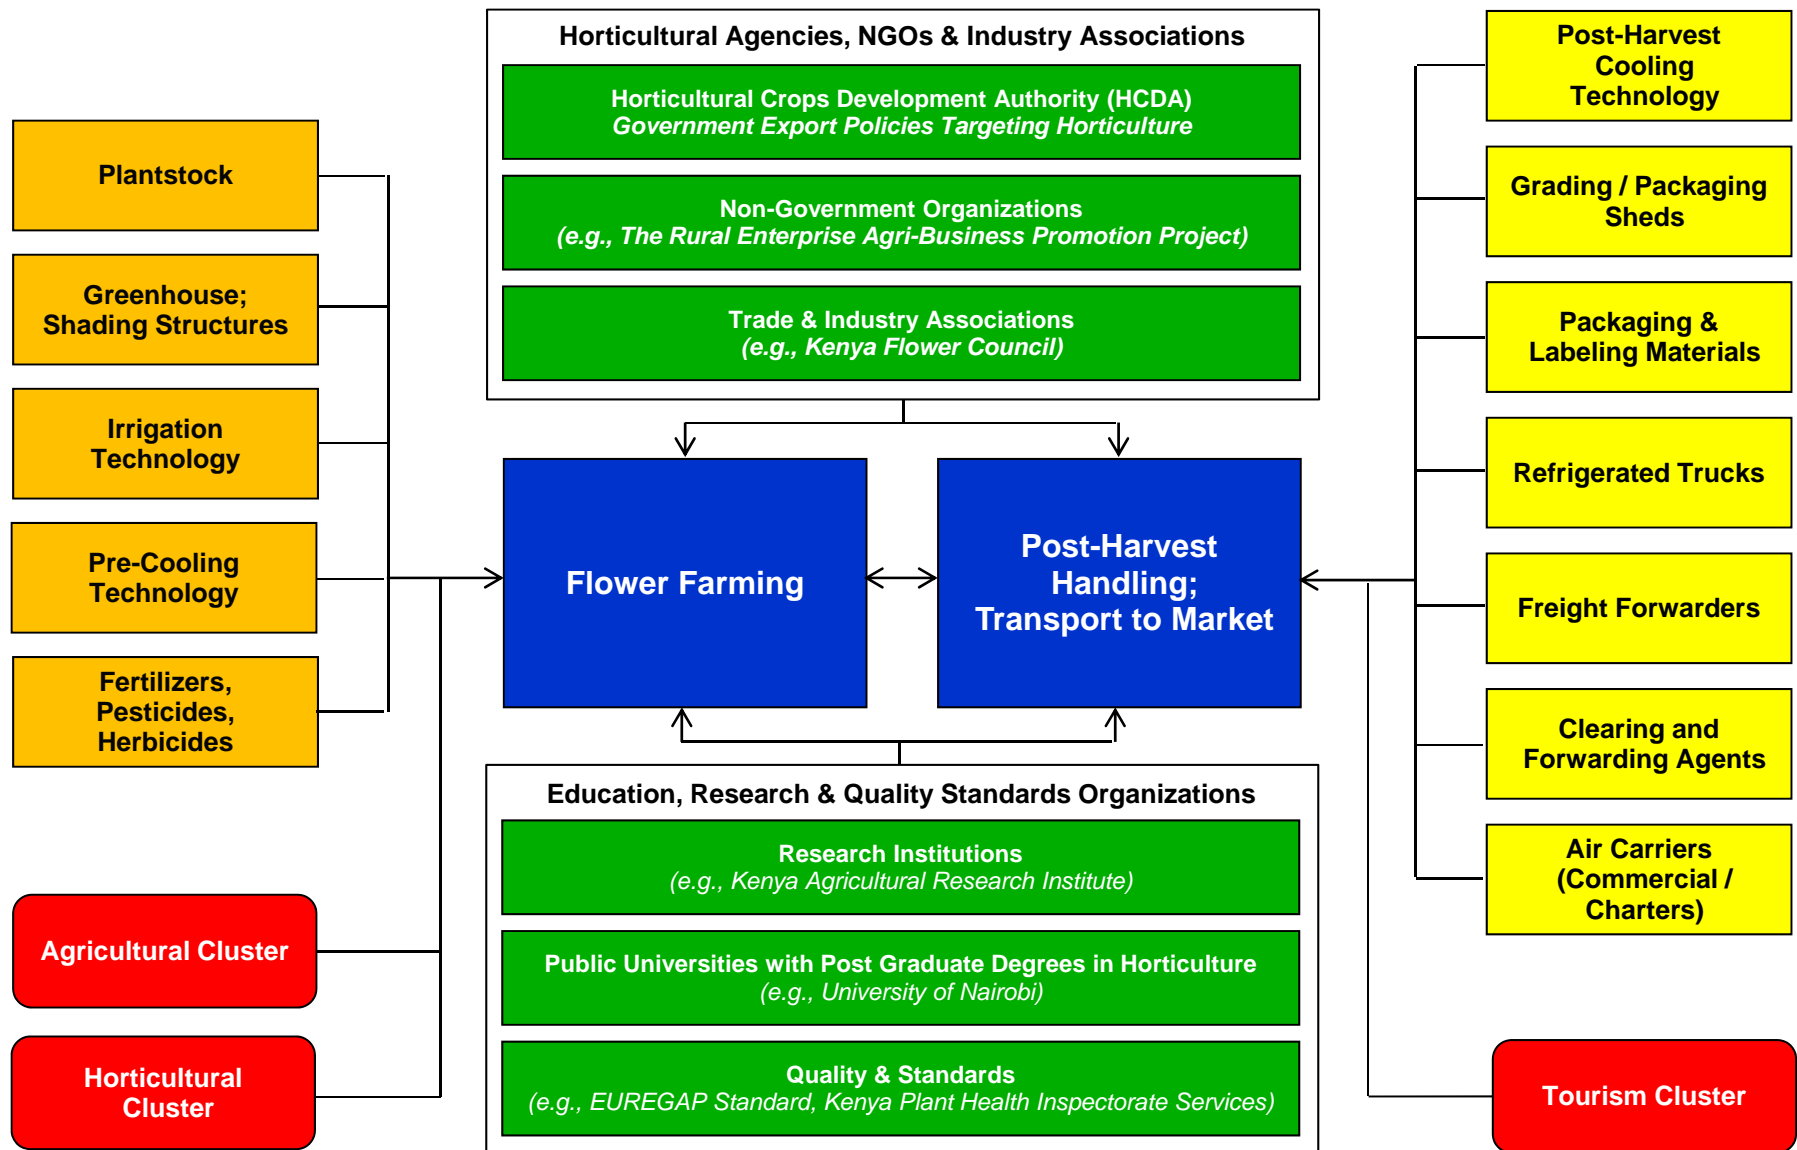 Horticultural Agencies, NGOs & Industry Associations
Horticultural Crops Development Authority (HCDA)
Government Export Policies Targeting Horticulture
Non-Government Organizations
(e.g., The Rural Enterprise Agri-Business Promotion Project)
Trade & Industry Associations
(e.g., Kenya Flower Council)
Plantstock
Greenhouse;
Shading Structures
Irrigation
Technology
Pre-Cooling
Technology
Fertilizers,
Pesticides,
Herbicides
Agricultural Cluster
Horticultural
Cluster
Flower Farming
Post-Harvest
Handling;
Transport to Market
Education, Research & Quality Standards Organizations
Research Institutions
(e.g., Kenya Agricultural Research Institute)
Public Universities with Post Graduate Degrees in Horticulture
(e.g., University of Nairobi)
Quality & Standards
(e.g., EUREGAP Standard, Kenya Plant Health Inspectorate Services)
Post-Harvest
Cooling
Technology
Grading / Packaging
Sheds
Packaging &
Labeling Materials
Refrigerated Trucks
Freight Forwarders
Clearing and
Forwarding Agents
Air Carriers
(Commercial /
Charters)
Tourism Cluster